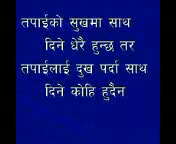 तपाईको सुखमा साथ
दिने धेरै हुन्छ तर
तपाईलाई दुख पर्दा साथ
दिने कोहि हुदैन